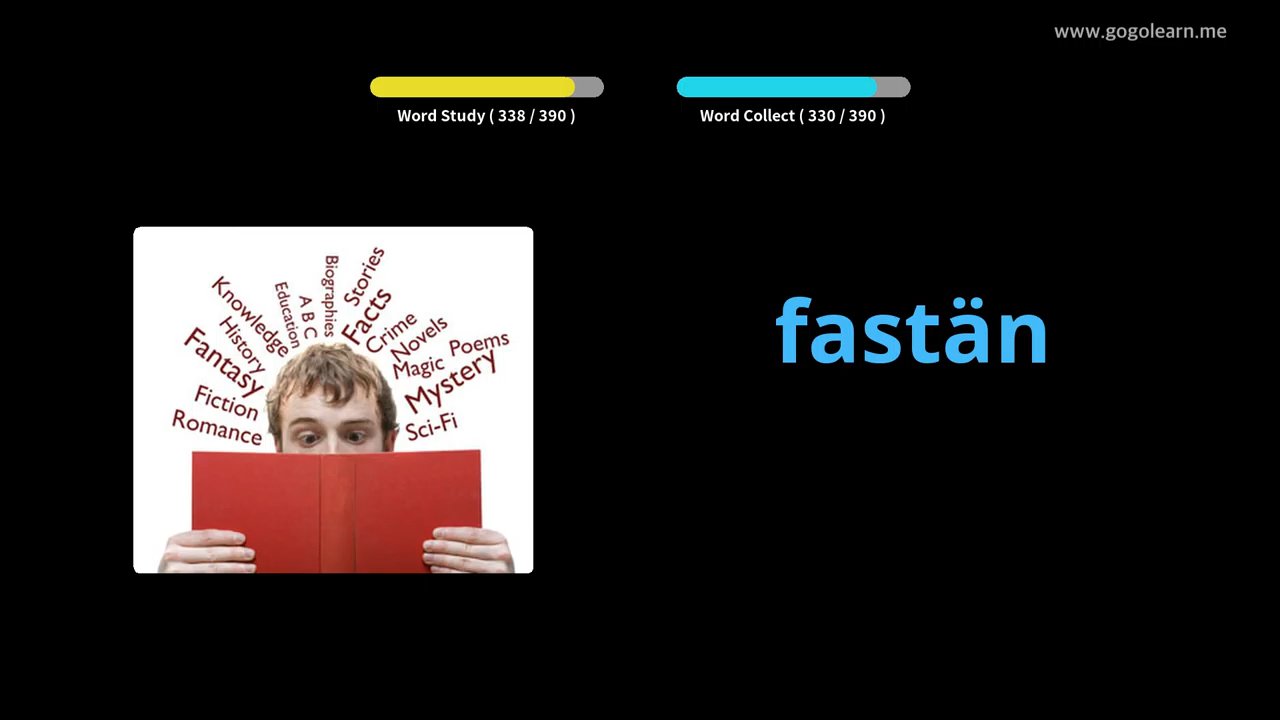 www.gogolearn.me
Word Study ( 338 / 390 )
Word Collect ( 330 / 390 )
Knowledge
History
Fantasy
Fiction
Romance
Education
A B C
Biographies
Stories
Facts
Crime
Novels
Magic
Poems
Mystery
Sci-Fi
fastän